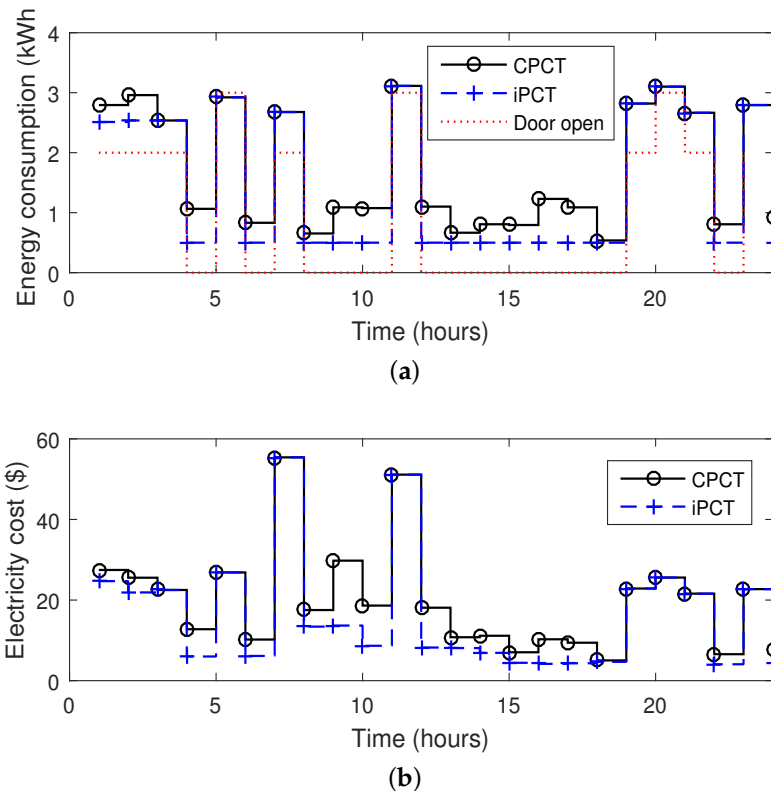 Energy consumption (kWh
4
3
2
1
0
CPCT
iPCT
Door open
0
5
10
15
20
Time (hours)
(a)
Electricity cost ($)
60
40
20
0
CPCT
iPCT
0
5
10
15
20
Time (hours)
(b)